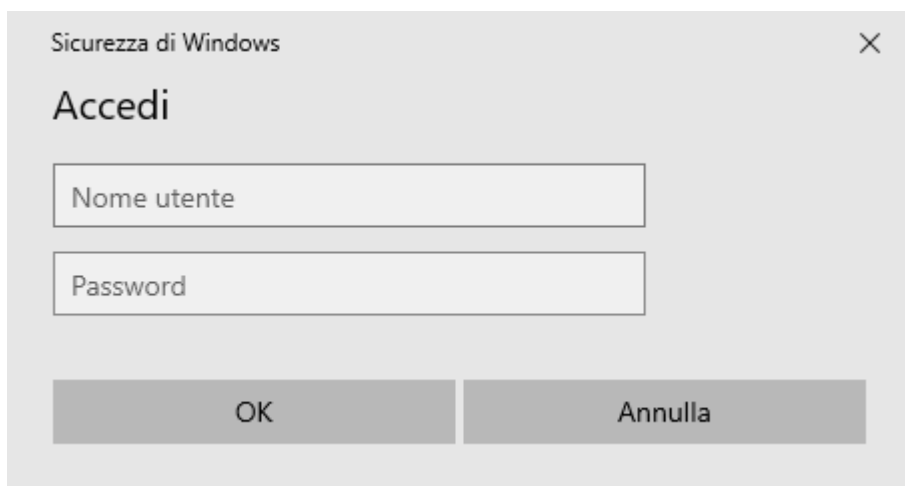 Sicurezza di Windows
Accedi
Nome utente
Password
OK Annulla